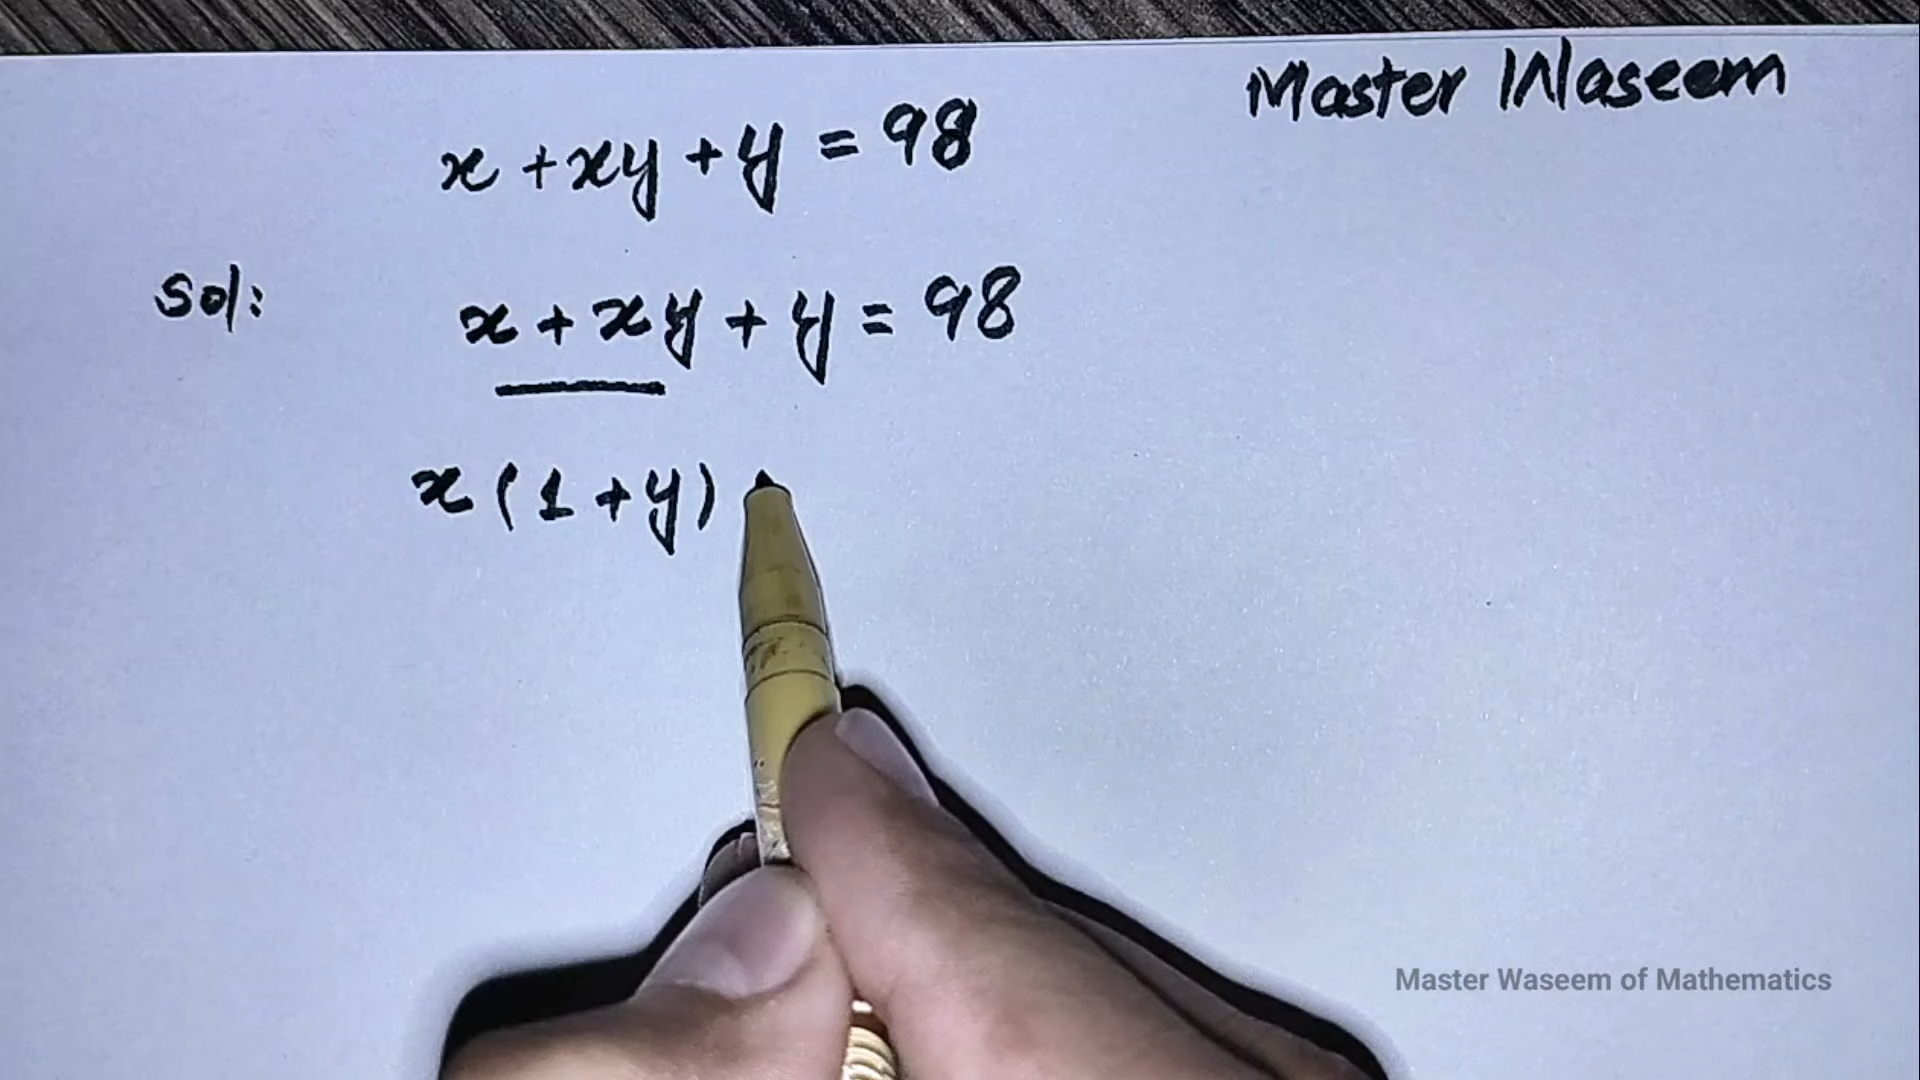 Master Waseem
x + xy + y = 98
Sol: x + xy + y = 98
x (1 + y)
Master Waseem of Mathematics